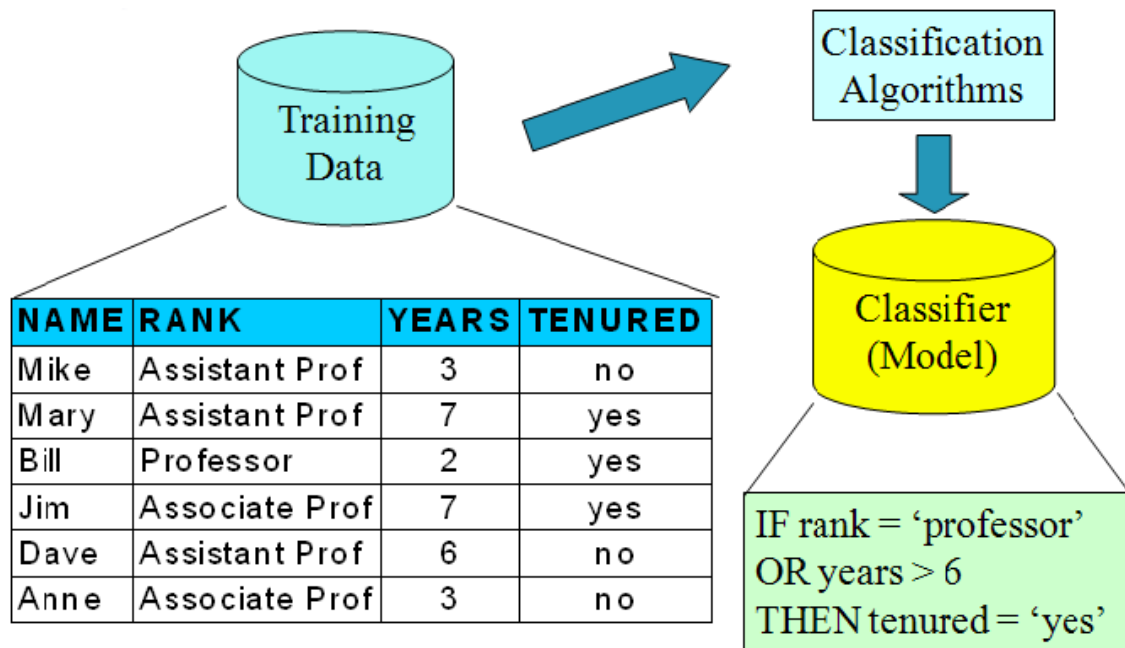 Training
Data
Classification
Algorithms
NAME RANK YEARS TENURED
Mike Assistant Prof 3 no
Mary Assistant Prof 7 yes
Bill Professor 2 yes
Jim Associate Prof 7 yes
Dave Assistant Prof 6 no
Anne Associate Prof 3 no
Classifier
(Model)
IF rank = ‘professor’
OR years > 6
THEN tenured = ‘yes’